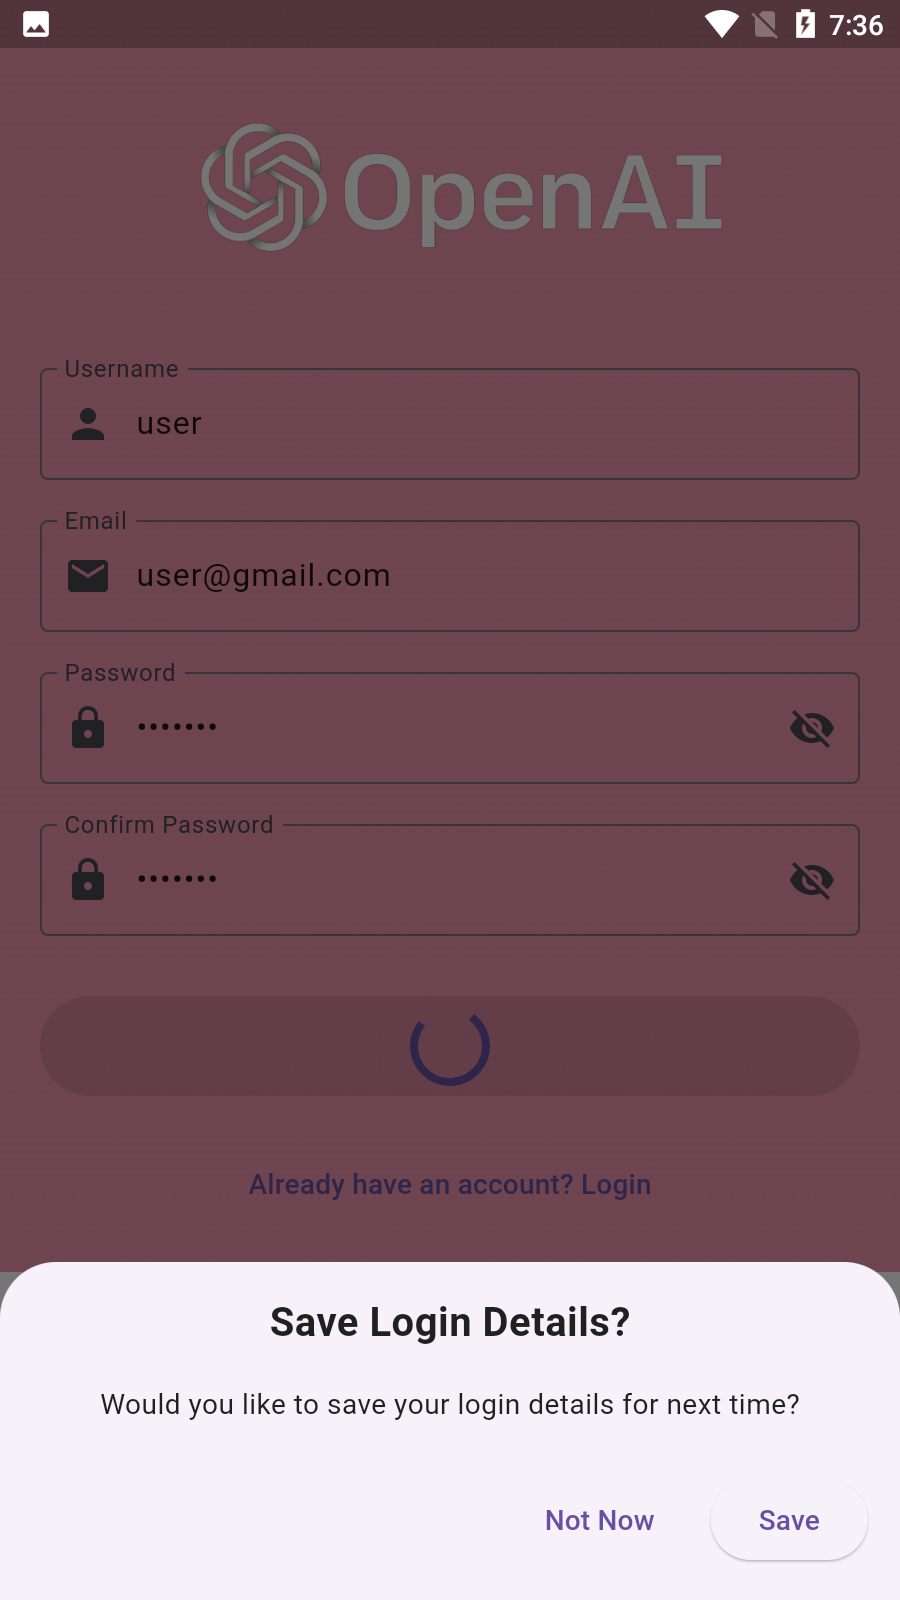 7:36
OpenAI
Username
user
Email
user@gmail.com
Password
•••••••
Confirm Password
•••••••
Already have an account? Login
Save Login Details?
Would you like to save your login details for next time?
Not Now Save